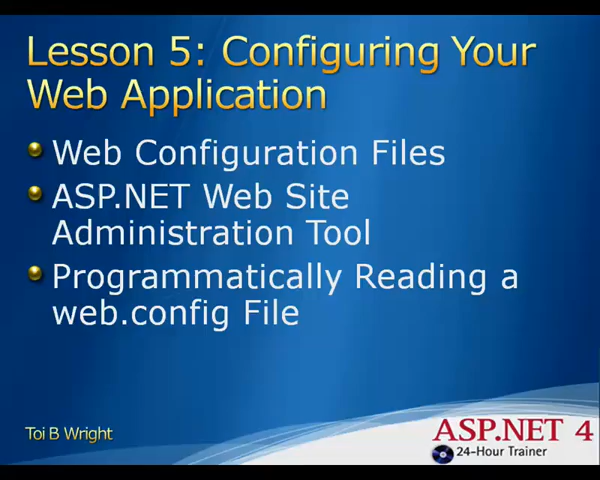 Lesson 5: Configuring Your
Web Application
Web Configuration Files
ASP.NET Web Site
Administration Tool
Programmatically Reading a
web.config File
Toi B Wright
ASP.NET 4
24-Hour Trainer